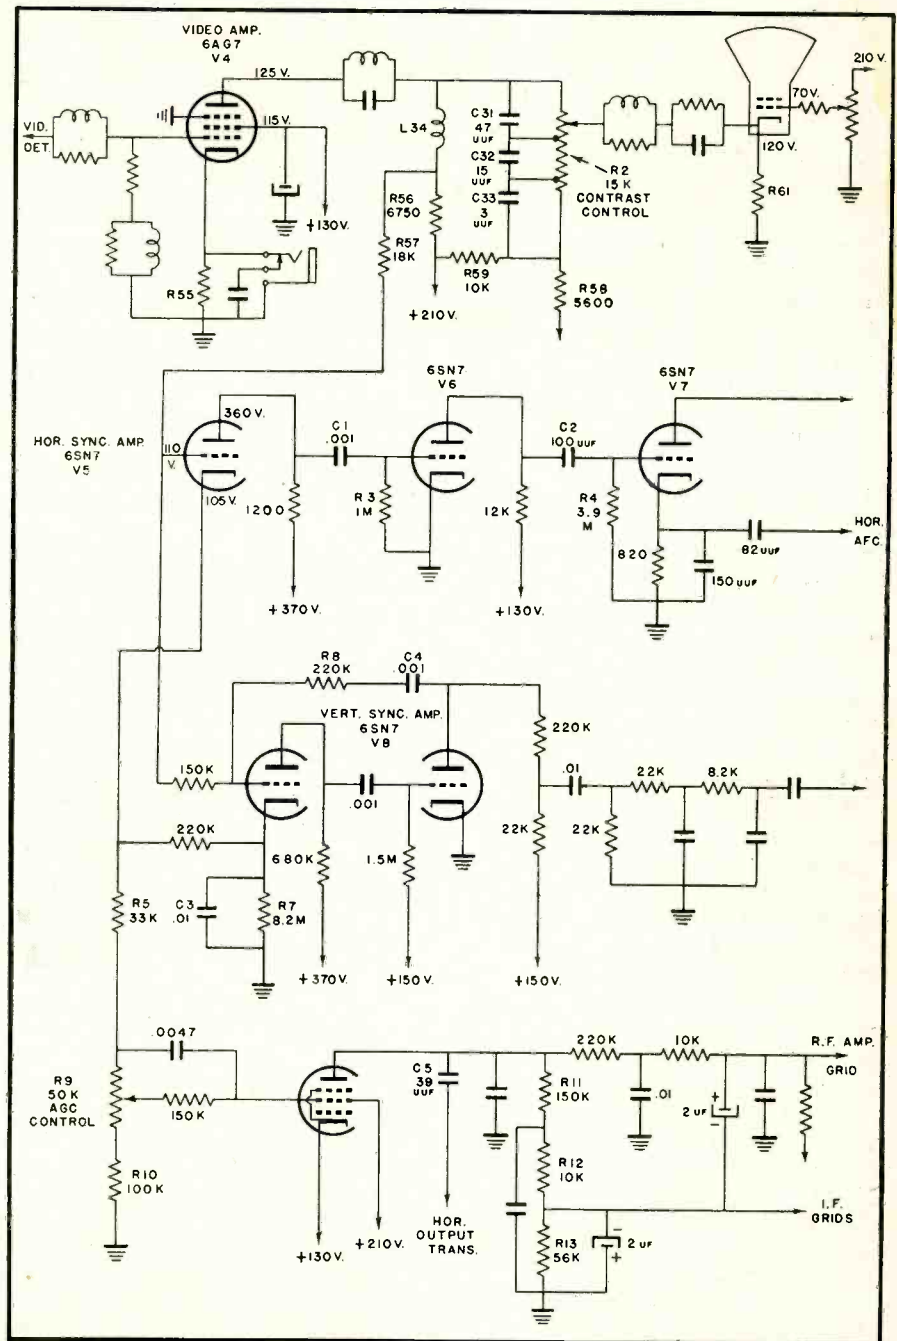 VIDEO AMP.
6AG7
V4
125 V.
115 V.
VID.
DET.
+130V.
R55
L34
R56
6750
R57
18K
+210V.
R59
10K
C31
47
UUF
C32
15
UUF
C33
3
UUF
R2
15 K
CONTRAST
CONTROL
R58
5600
70V.
210 V.
120V.
R61
HOR. SYNC. AMP.
6SN7
V5
360V.
110
V.
105V.
1200
+370V.
C1
.001
R3
1M
6SN7
V6
12K
+130V.
C2
100 UUF
R4
3.9
M
6SN7
V7
820
150 UUF
82 UUF
HOR.
AFC.
R8
220K
C4
.001
VERT. SYNC. AMP.
6SN7
V8
150K
220K
C3
.01
R7
8.2M
680K
+370V.
.001
1.5M
+150V.
220K
22K
+150V.
.01
22K
22K
8.2K
R5
33K
.0047
R9
50K
AGC
CONTROL
150K
R10
100K
+130V.
+210V.
C5
39
UUF
HOR.
OUTPUT
TRANS.
R11
150K
R12
10K
R13
56K
220K
.01
10K
2 UF
+
-
-
2 UF
+
R.F. AMP.
GRID
I.F.
GRIDS